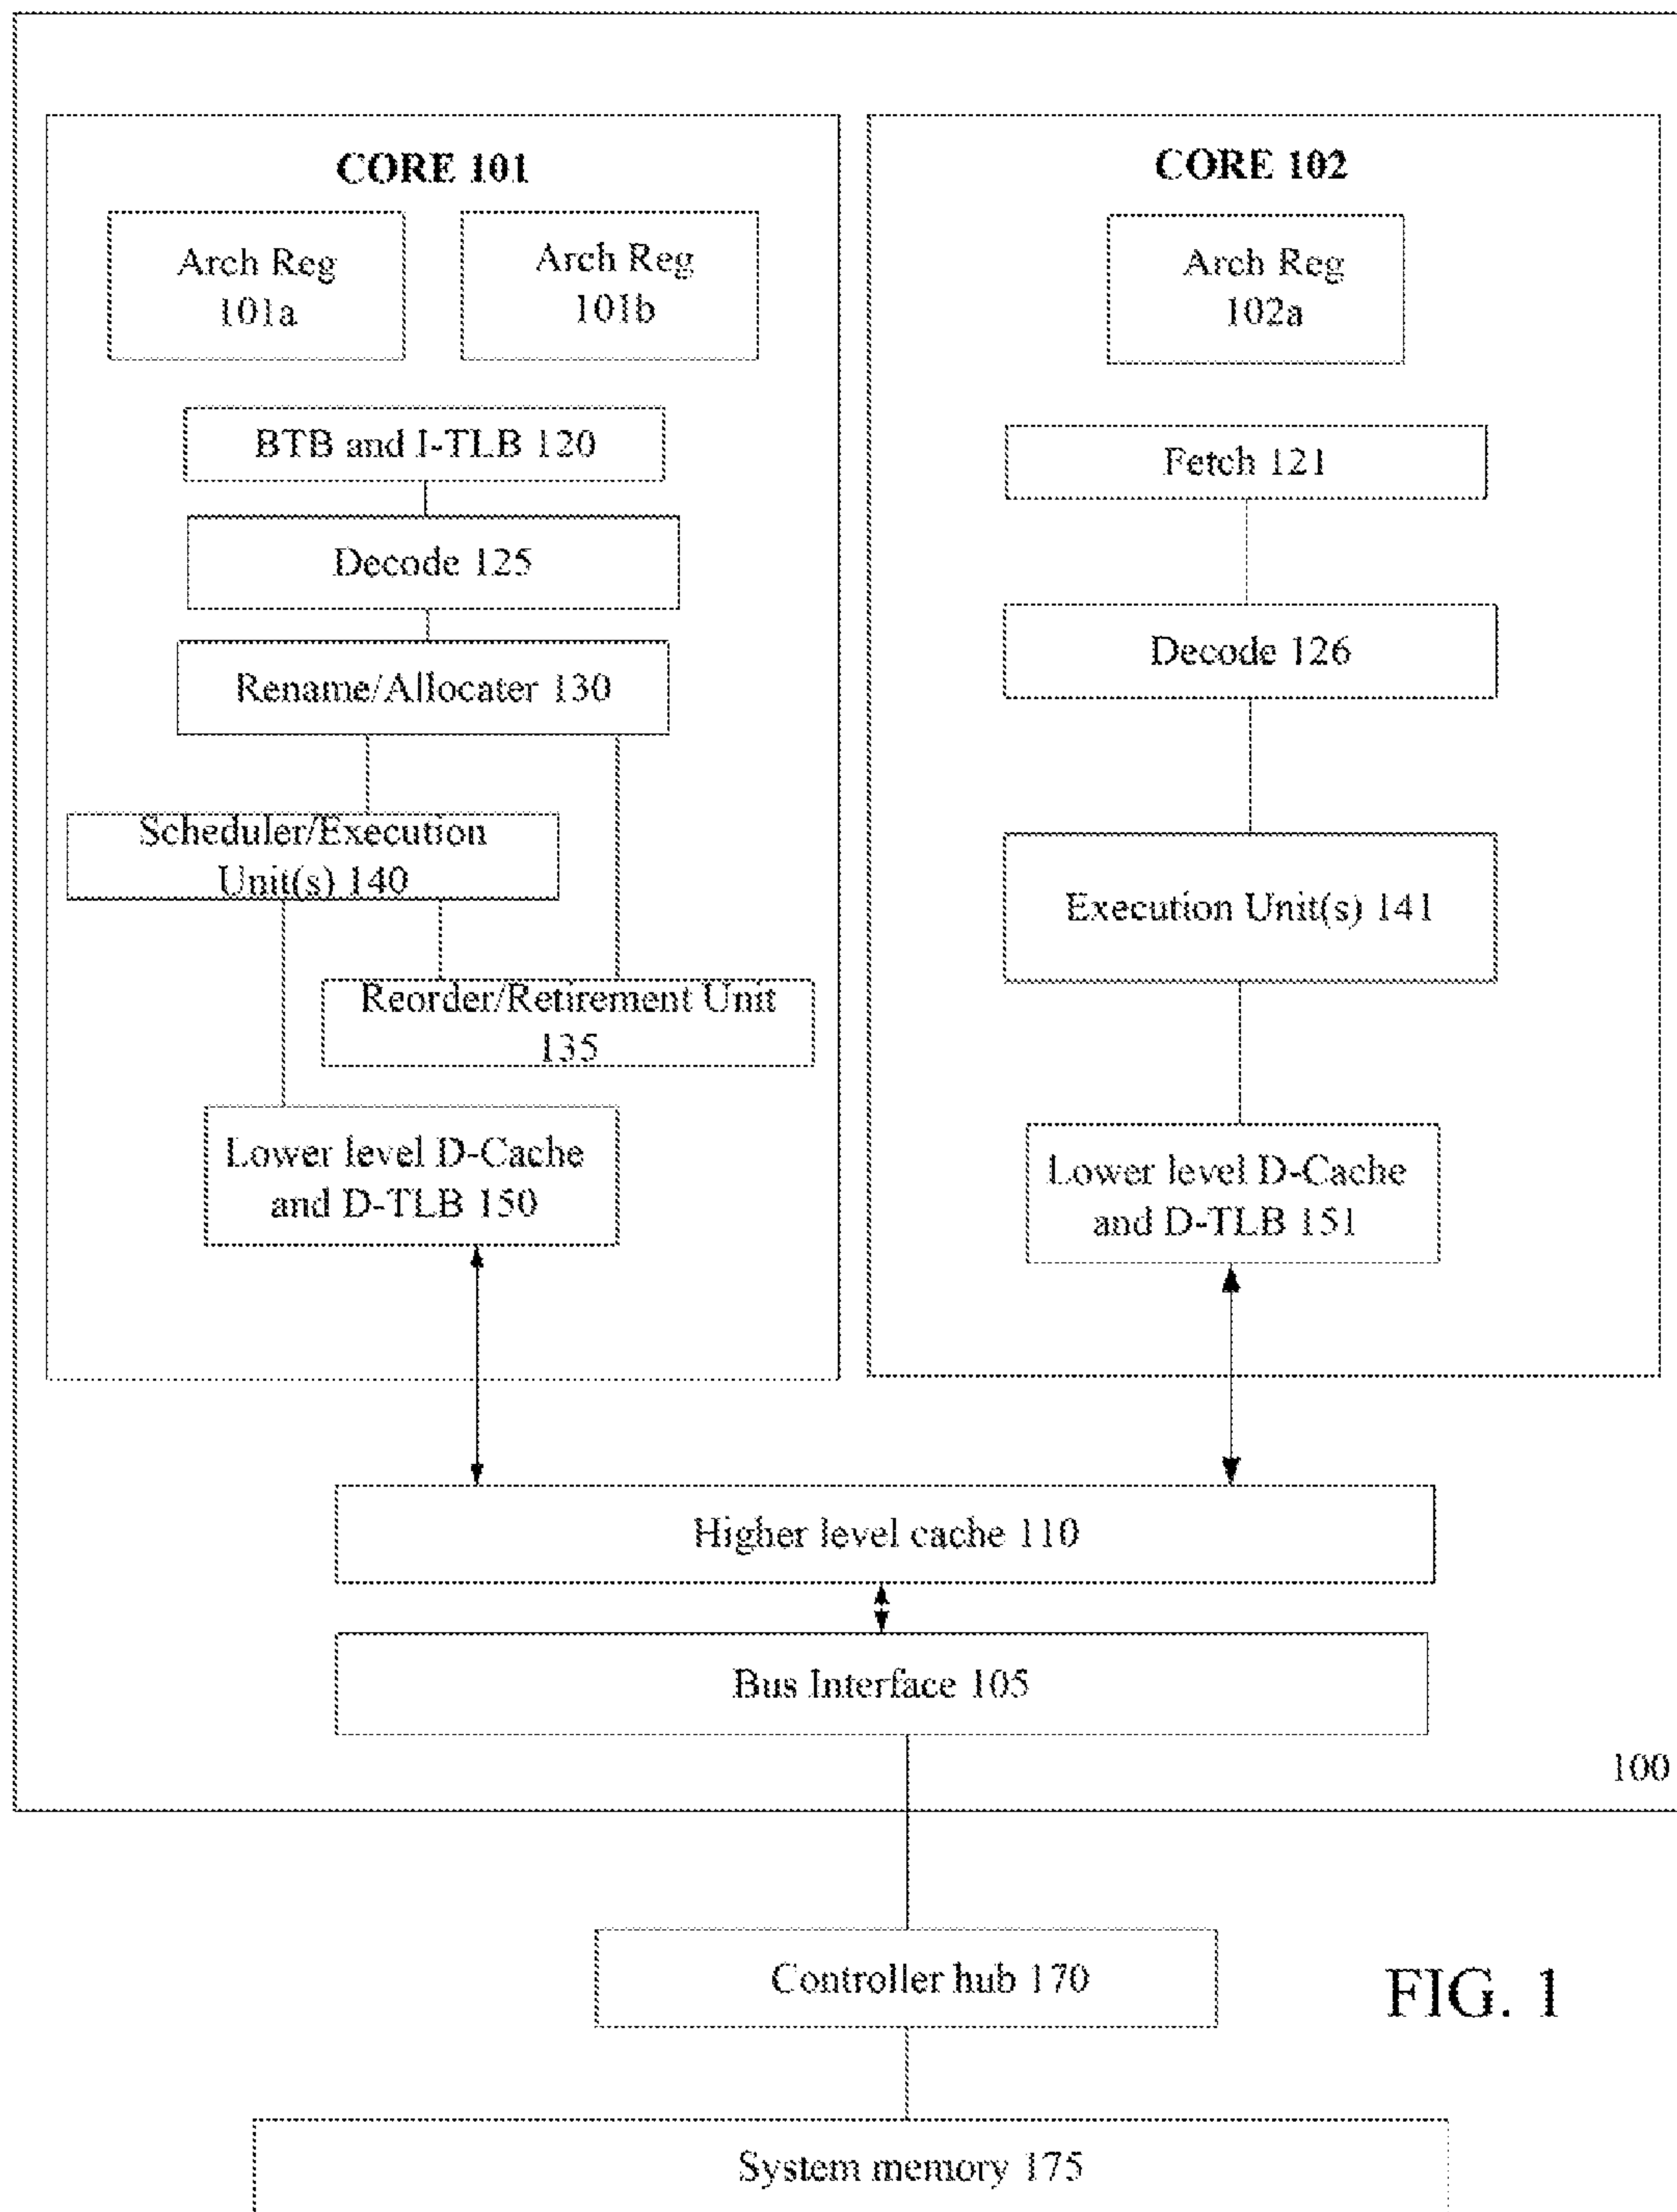 CORE 101
Arch Reg
101a
Arch Reg
101b
BTB and I-TLB 120
Decode 125
Rename/Allocater 130
Scheduler/Execution
Unit(s) 140
Reorder/Retirement Unit
135
Lower level D-Cache
and D-TLB 150
CORE 102
Arch Reg
102a
Fetch 121
Decode 126
Execution Unit(s) 141
Lower level D-Cache
and D-TLB 151
Higher level cache 110
Bus Interface 105
100
Controller hub 170
FIG. 1
System memory 175